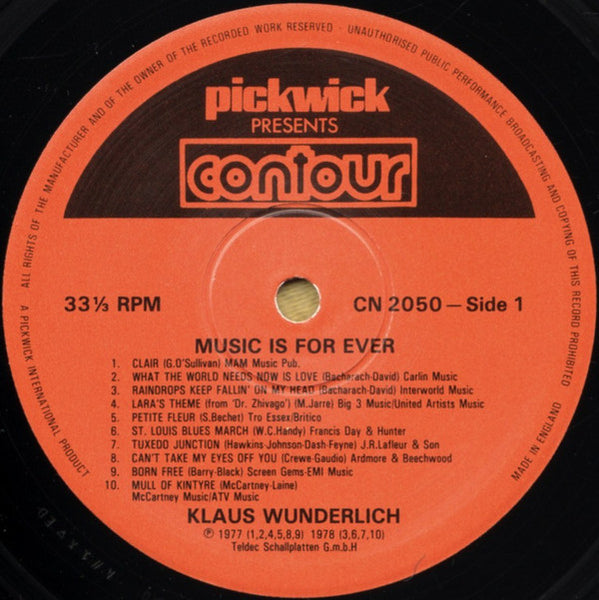 ALL RIGHTS OF THE MANUFACTURER AND OF THE OWNER OF THE RECORDED WORK RESERVED - UNAUTHORISED PUBLIC PERFORMANCE BROADCASTING AND COPYING OF THIS RECORD PROHIBITED
pickwick
PRESENTS
contour
33⅓ RPM
CN 2050 – Side 1
MUSIC IS FOR EVER
1. CLAIR (G.O'Sullivan) MAM Music Pub.
2. WHAT THE WORLD NEEDS NOW IS LOVE (Bacharach-David) Carlin Music
3. RAINDROPS KEEP FALLIN' ON MY HEAD (Bacharach-David) Interworld Music
4. LARA'S THEME (from 'Dr. Zhivago') (M.Jarre) Big 3 Music/United Artists Music
5. PETITE FLEUR (S.Bechet) Tro Essex/Britico
6. ST. LOUIS BLUES MARCH (W.C.Handy) Francis Day & Hunter
7. TUXEDO JUNCTION (Hawkins-Johnson-Dash-Feyne) J.R.Lafleur & Son
8. CAN'T TAKE MY EYES OFF YOU (Crewe-Gaudio) Ardmore & Beechwood
9. BORN FREE (Barry-Black) Screen Gems-EMI Music
10. MULL OF KINTYRE (McCartney-Laine)
McCartney Music/ATV Music
KLAUS WUNDERLICH
℗ 1977 (1,2,4,5,8,9) 1978 (3,6,7,10)
Teldec Schallplatten G.m.b.H
A PICKWICK INTERNATIONAL PRODUCT
MADE IN ENGLAND